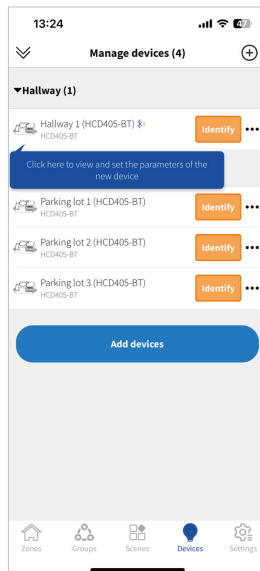 13:24
47
Manage devices (4)
Hallway (1)
Hallway 1 (HCD405-BT)
HCD405-BT
Identify
Click here to view and set the parameters of the
new device
Parking lot 1 (HCD405-BT)
HCD405-BT
Identify
Parking lot 2 (HCD405-BT)
HCD405-BT
Identify
Parking lot 3 (HCD405-BT)
HCD405-BT
Identify
Add devices
Zones Groups Scenes Devices Settings